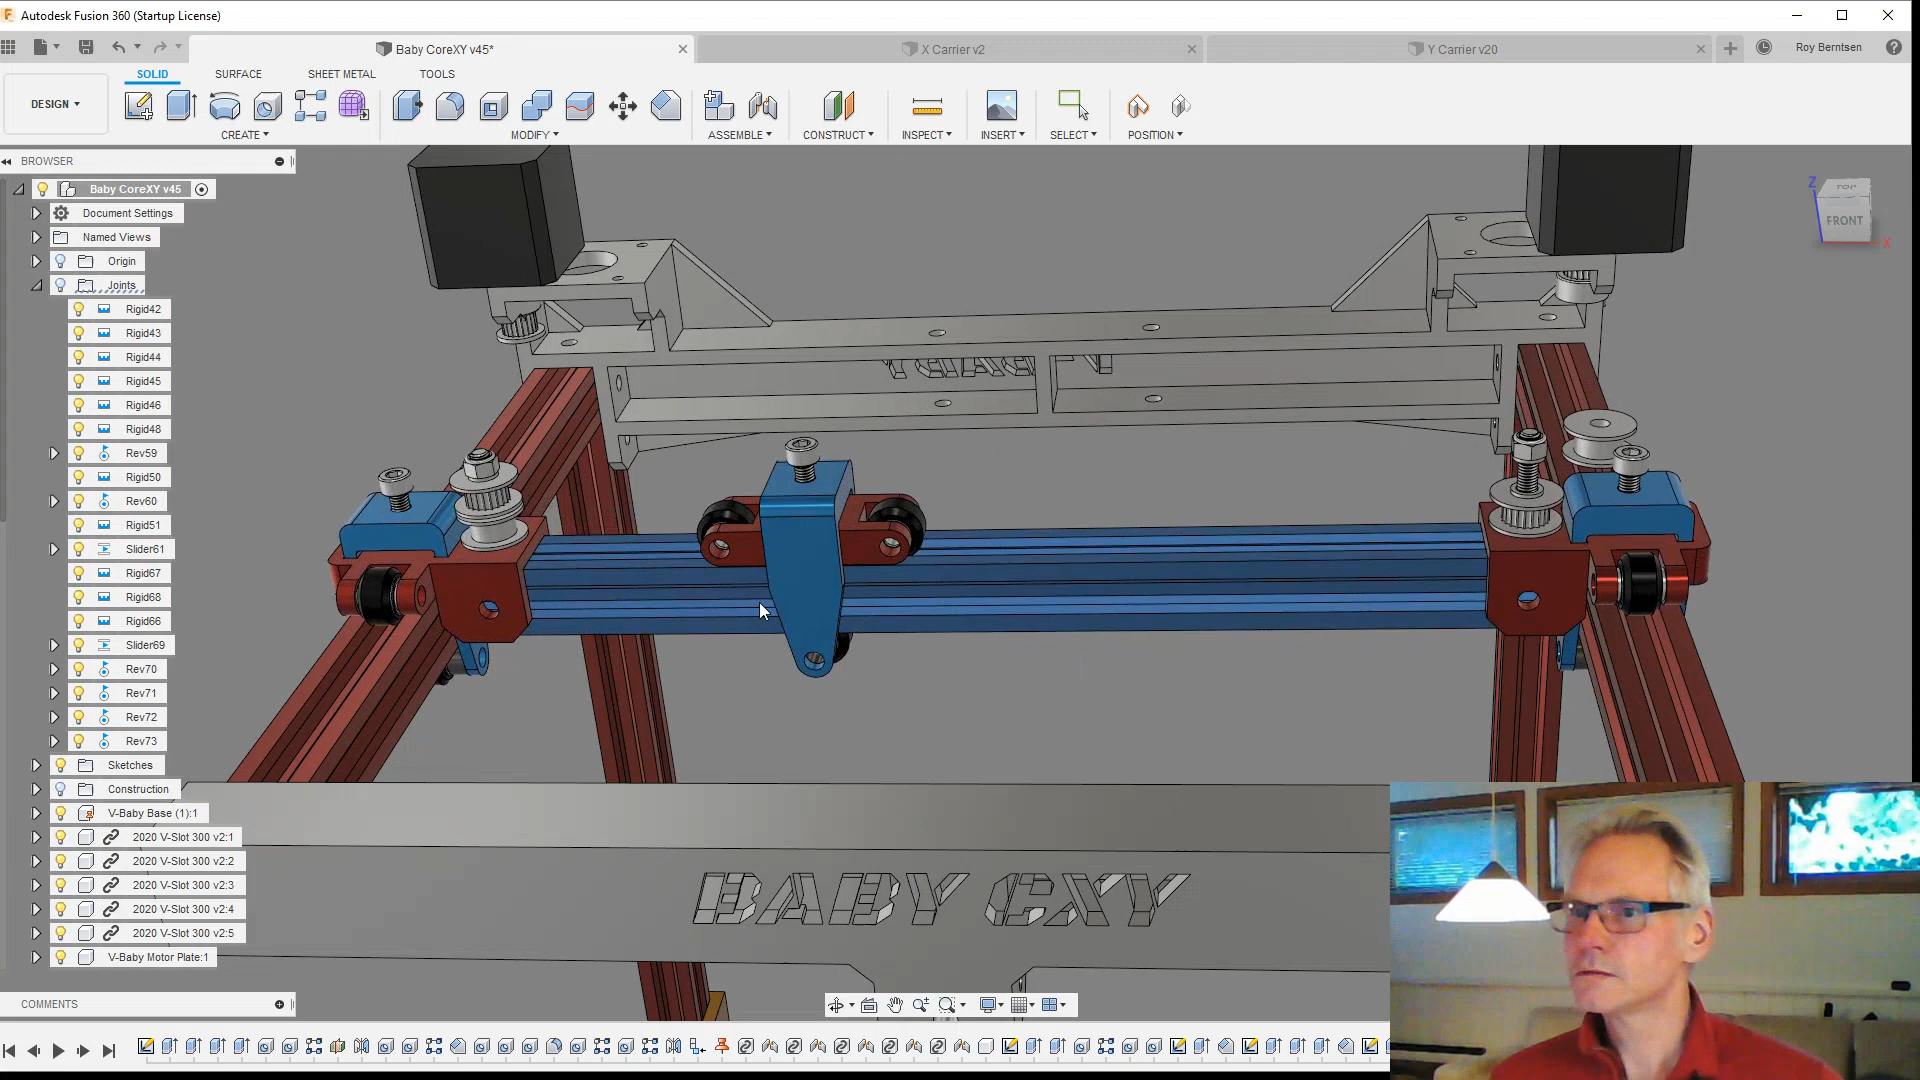 Autodesk Fusion 360 (Startup License)
Baby CoreXY v45*
X Carrier v2
Y Carrier v20
Roy Berntsen
SOLID
SURFACE
SHEET METAL
TOOLS
DESIGN
CREATE
MODIFY
ASSEMBLE
CONSTRUCT
INSPECT
INSERT
SELECT
POSITION
BROWSER
Baby CoreXY v45
Document Settings
Named Views
Origin
Joints
Rigid42
Rigid43
Rigid44
Rigid45
Rigid46
Rigid48
Rev59
Rigid50
Rev60
Rigid51
Slider61
Rigid67
Rigid68
Rigid66
Slider69
Rev70
Rev71
Rev72
Rev73
Sketches
Construction
V-Baby Base (1):1
2020 V-Slot 300 v2:1
2020 V-Slot 300 v2:2
2020 V-Slot 300 v2:3
2020 V-Slot 300 v2:4
2020 V-Slot 300 v2:5
V-Baby Motor Plate:1
COMMENTS
Z
TOP
FRONT
X
BABY CXY